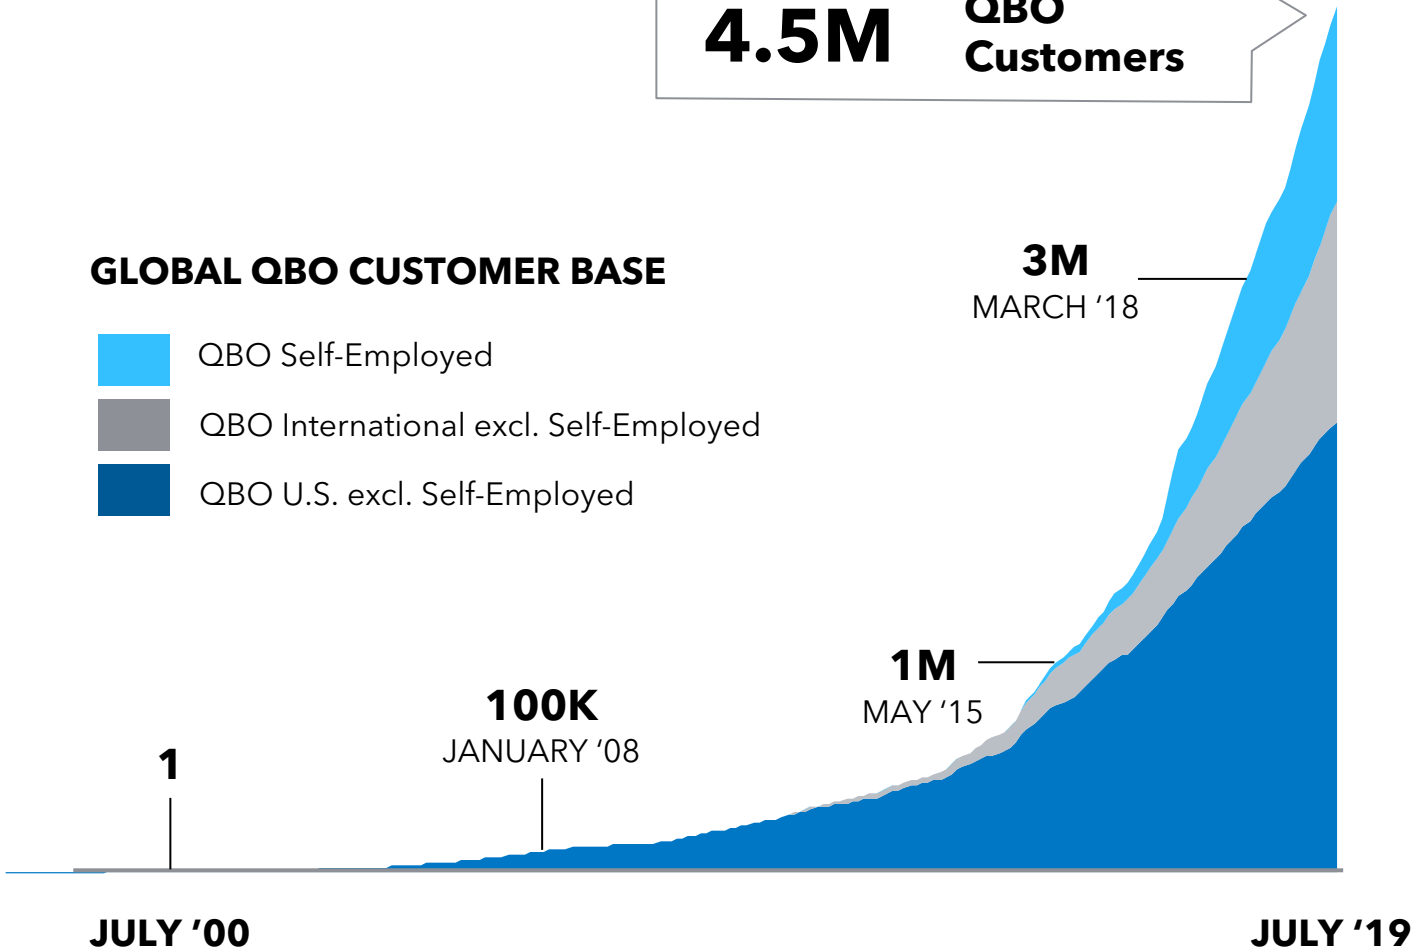 4.5M
QBO
Customers
GLOBAL QBO CUSTOMER BASE
QBO Self-Employed
QBO International excl. Self-Employed
QBO U.S. excl. Self-Employed
3M
MARCH ‘18
1M
MAY ‘15
100K
JANUARY ‘08
1
JULY ’00
JULY ’19